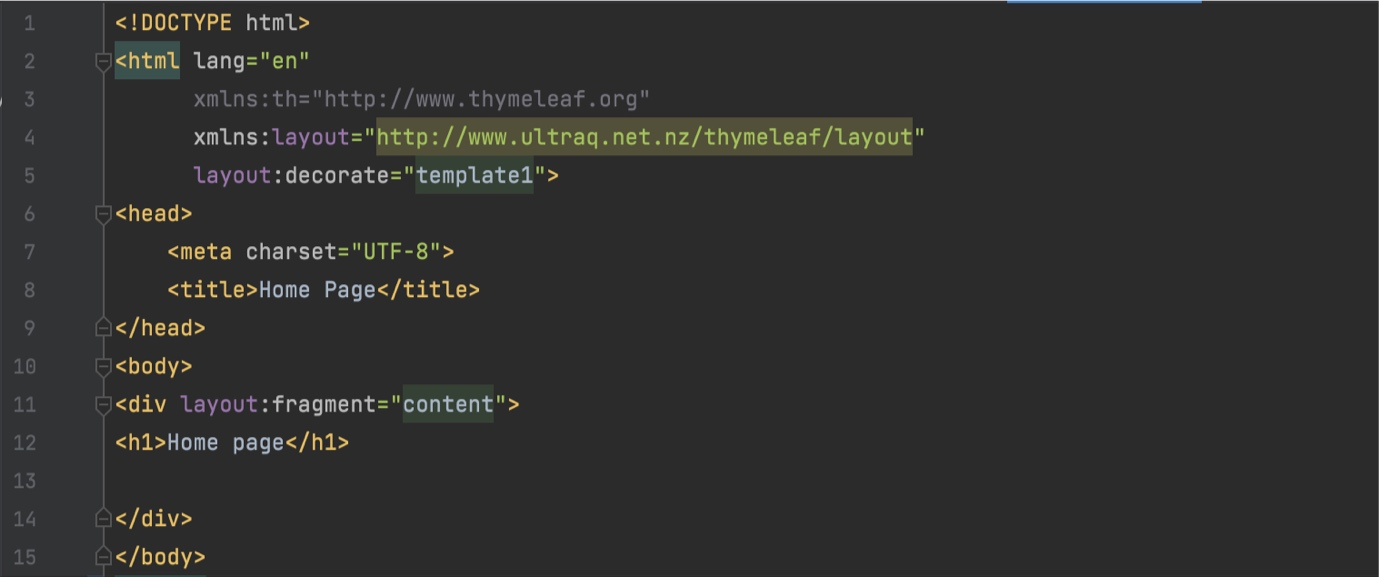 1 <!DOCTYPE html>
2 <html lang="en"
3 xmlns:th="http://www.thymeleaf.org"
4 xmlns:layout="http://www.ultraq.net.nz/thymeleaf/layout"
5 layout:decorate="template1">
6 <head>
7 <meta charset="UTF-8">
8 <title>Home Page</title>
9 </head>
10 <body>
11 <div layout:fragment="content">
12 <h1>Home page</h1>
13
14 </div>
15 </body>